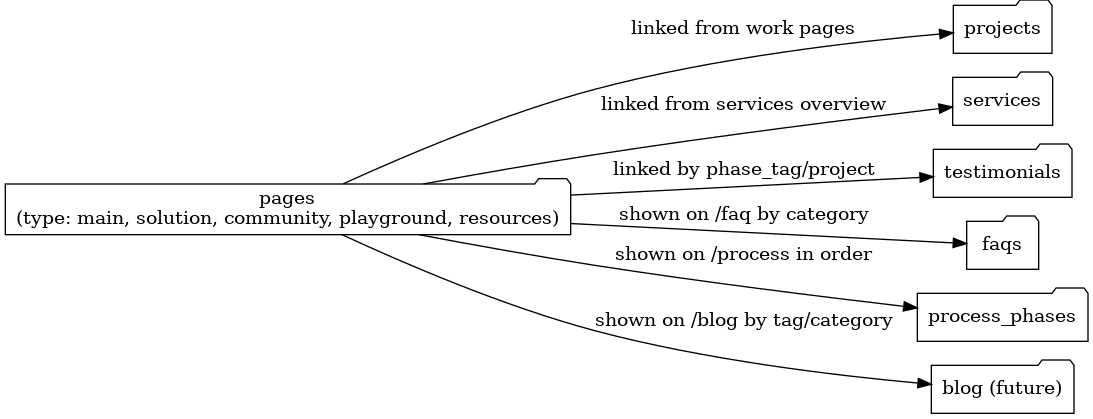 linked from work pages
projects
linked from services overview
services
linked by phase_tag/project
testimonials
pages
(type: main, solution, community, playground, resources)
shown on /faq by category
faqs
shown on /process in order
process_phases
shown on /blog by tag/category
blog (future)